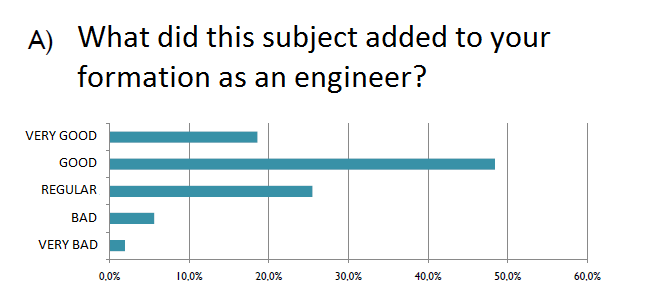 A) What did this subject added to your
formation as an engineer?
VERY GOOD
GOOD
REGULAR
BAD
VERY BAD
0,0% 10,0% 20,0% 30,0% 40,0% 50,0% 60,0%